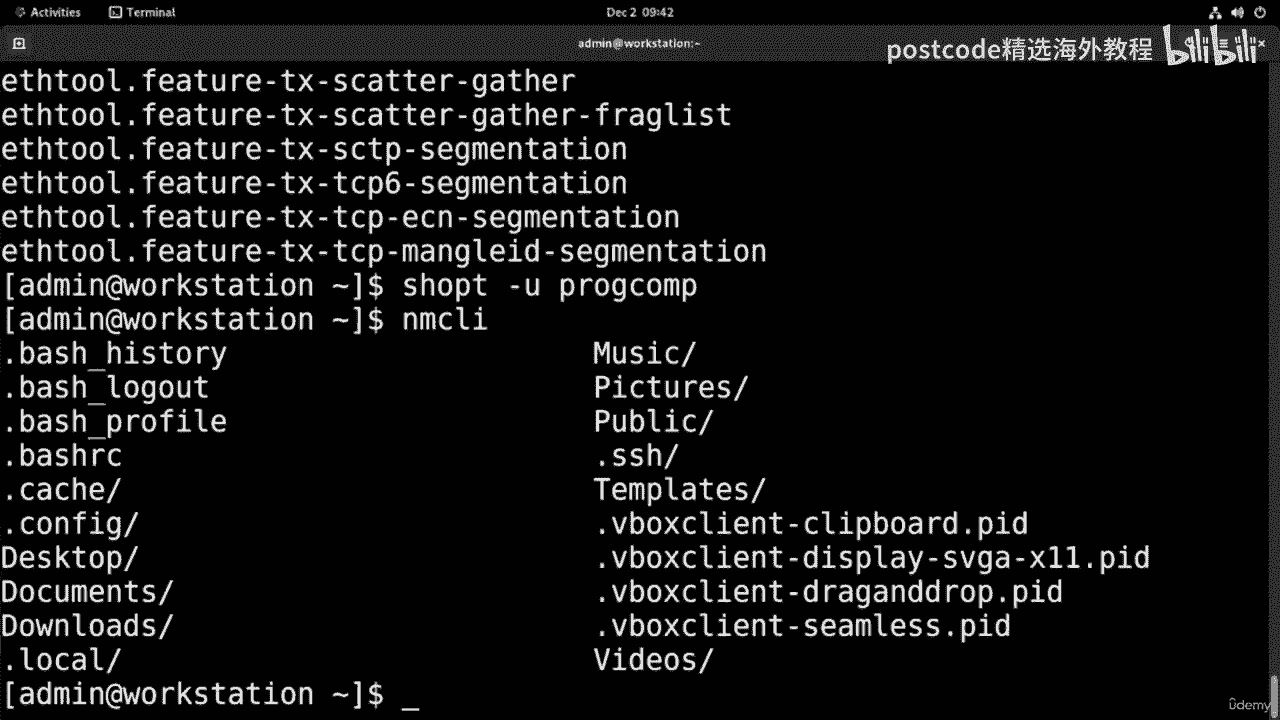 Activities Terminal Dec 2 09:42
admin@workstation:~
postcode精选海外教程 bilibili
ethtool.feature-tx-scatter-gather
ethtool.feature-tx-scatter-gather-fraglist
ethtool.feature-tx-sctp-segmentation
ethtool.feature-tx-tcp6-segmentation
ethtool.feature-tx-tcp-ecn-segmentation
ethtool.feature-tx-tcp-mangleid-segmentation
[admin@workstation ~]$ shopt -u progcomp
[admin@workstation ~]$ nmcli
.bash_history Music/
.bash_logout Pictures/
.bash_profile Public/
.bashrc .ssh/
.cache/ Templates/
.config/ .vboxclient-clipboard.pid
Desktop/ .vboxclient-display-svga-x11.pid
Documents/ .vboxclient-draganddrop.pid
Downloads/ .vboxclient-seamless.pid
.local/ Videos/
[admin@workstation ~]$ _
ûdemy